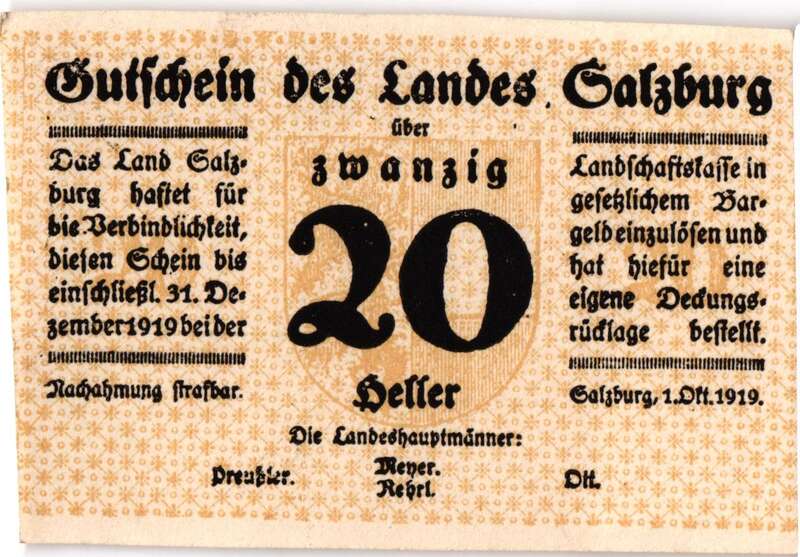 Gutschein des Landes Salzburg
über
zwanzig
20
Heller
Das Land Salz-
burg haftet für
die Verbindlichkeit,
diesen Schein bis
einschließl. 31. De-
zember 1919 bei der
Landschaftskasse in
gesetzlichem Bar-
geld einzulösen und
hat hiefür eine
eigene Deckungs-
rücklage bestellt.
Nachahmung strafbar.
Salzburg, 1. Okt. 1919.
Die Landeshauptmänner:
Preußler.
Meyer.
Rehrl.
Ott.